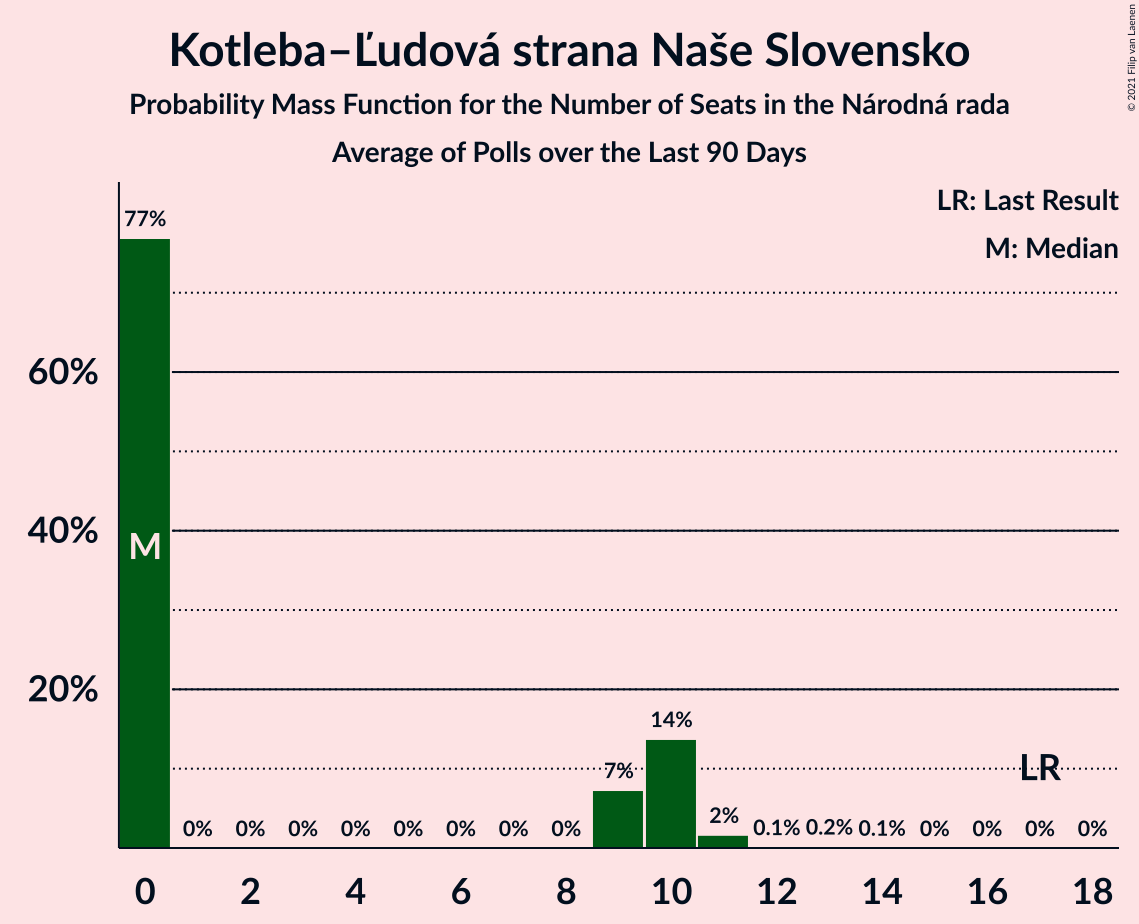 Kotleba–Ľudová strana Naše Slovensko
Probability Mass Function for the Number of Seats in the Národná rada
Average of Polls over the Last 90 Days
© 2021 Filip van Laenen
LR: Last Result
M: Median
77%
60%
40%
M
20%
14%
7%
LR
2%
0% 0% 0% 0% 0% 0% 0% 0% 0.1% 0.2% 0.1% 0% 0% 0% 0%
0 2 4 6 8 10 12 14 16 18